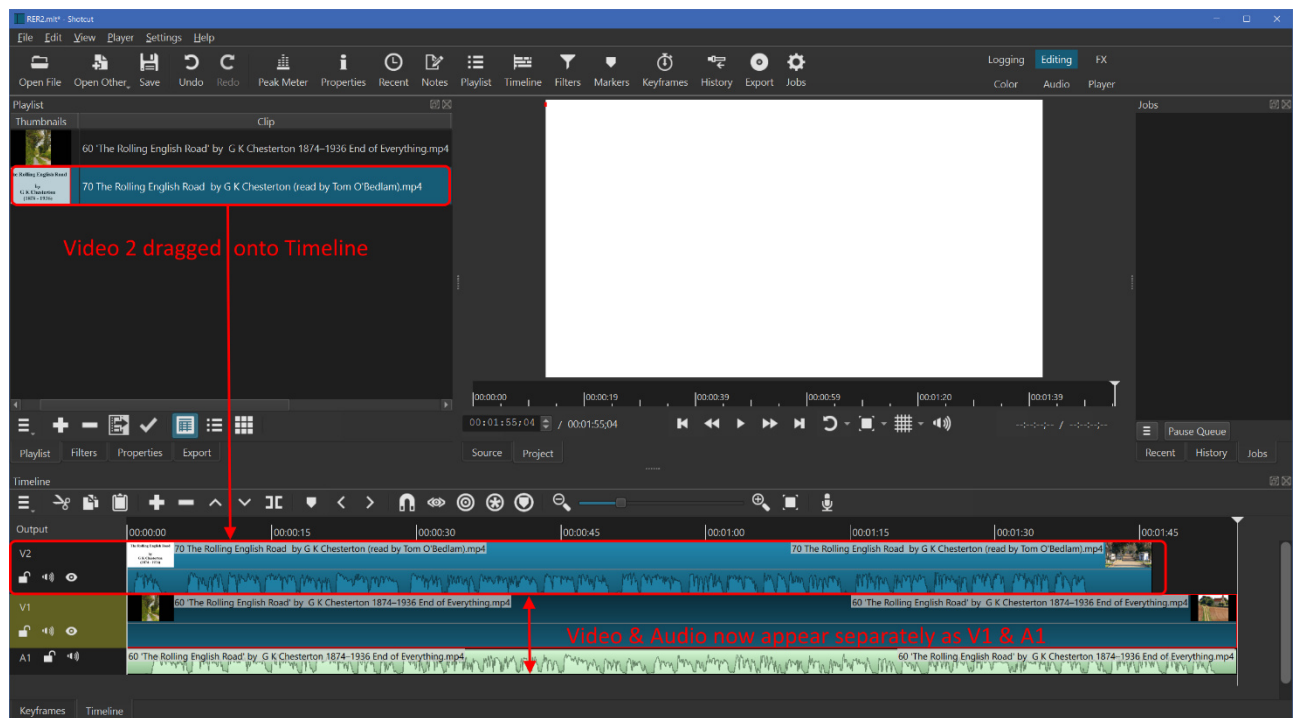 RER2.mlt* - Shotcut
File Edit View Player Settings Help
Open File Open Other Save Undo Redo Peak Meter Properties Recent Notes Playlist Timeline Filters Markers Keyframes History Export Jobs
Logging Editing FX
Color Audio Player
Playlist
Jobs
Thumbnails Clip
60 'The Rolling English Road' by G K Chesterton 1874–1936 End of Everything.mp4
70 The Rolling English Road by G K Chesterton (read by Tom O'Bedlam).mp4
Video 2 dragged onto Timeline
00:00:00 00:00:19 00:00:39 00:00:59 00:01:20 00:01:39
00:01:55;04 / 00:01:55;04
--:--:--;-- / --:--:--;--
Pause Queue
Playlist Filters Properties Export
Source Project
Recent History Jobs
Timeline
Output
00:00:00 00:00:15 00:00:30 00:00:45 00:01:00 00:01:15 00:01:30 00:01:45
V2
70 The Rolling English Road by G K Chesterton (read by Tom O'Bedlam).mp4
70 The Rolling English Road by G K Chesterton (read by Tom O'Bedlam).mp4
V1
60 'The Rolling English Road' by G K Chesterton 1874–1936 End of Everything.mp4
60 'The Rolling English Road' by G K Chesterton 1874–1936 End of Everything.mp4
Video & Audio now appear separately as V1 & A1
A1
60 'The Rolling English Road' by G K Chesterton 1874–1936 End of Everything.mp4
60 'The Rolling English Road' by G K Chesterton 1874–1936 End of Everything.mp4
Keyframes Timeline